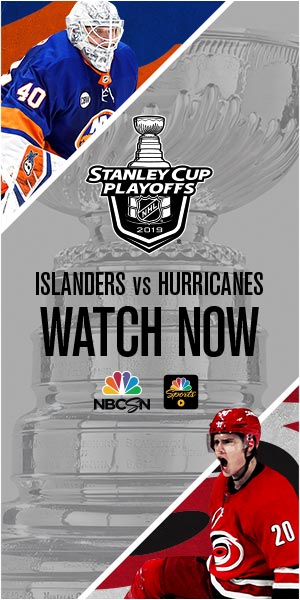 40
STANLEY CUP
PLAYOFFS
NHL
2019
ISLANDERS vs HURRICANES
WATCH NOW
NBCSN
Sports
20